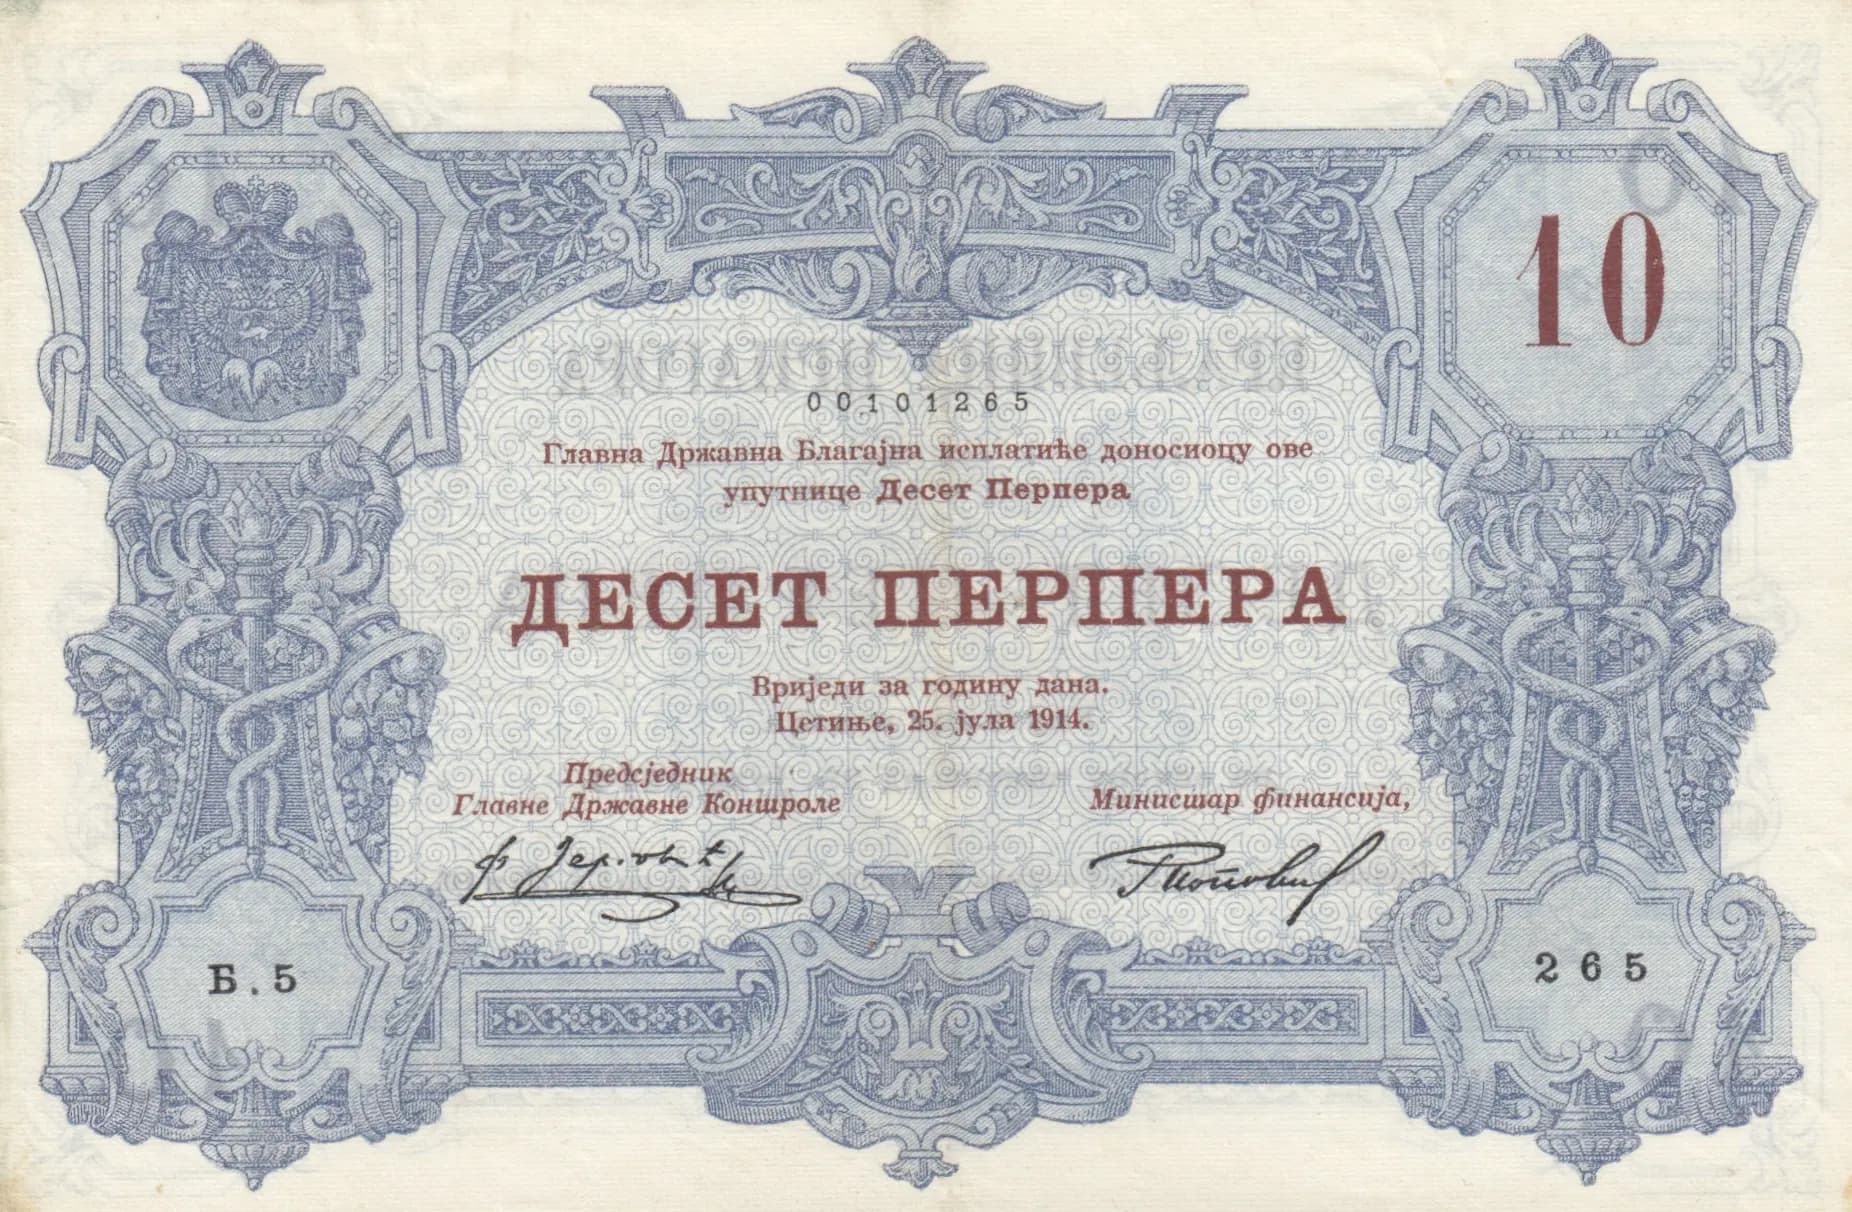 10
00101265
Главна Државна Благајна исплатиће доносиоцу ове
упутнице Десет Перпера
ДЕСЕТ ПЕРПЕРА
Вриједи за годину дана.
Цетиње, 25. јула 1914.
Предсједник
Главне Државне Контроле
Министар финансија,
Б.5
265